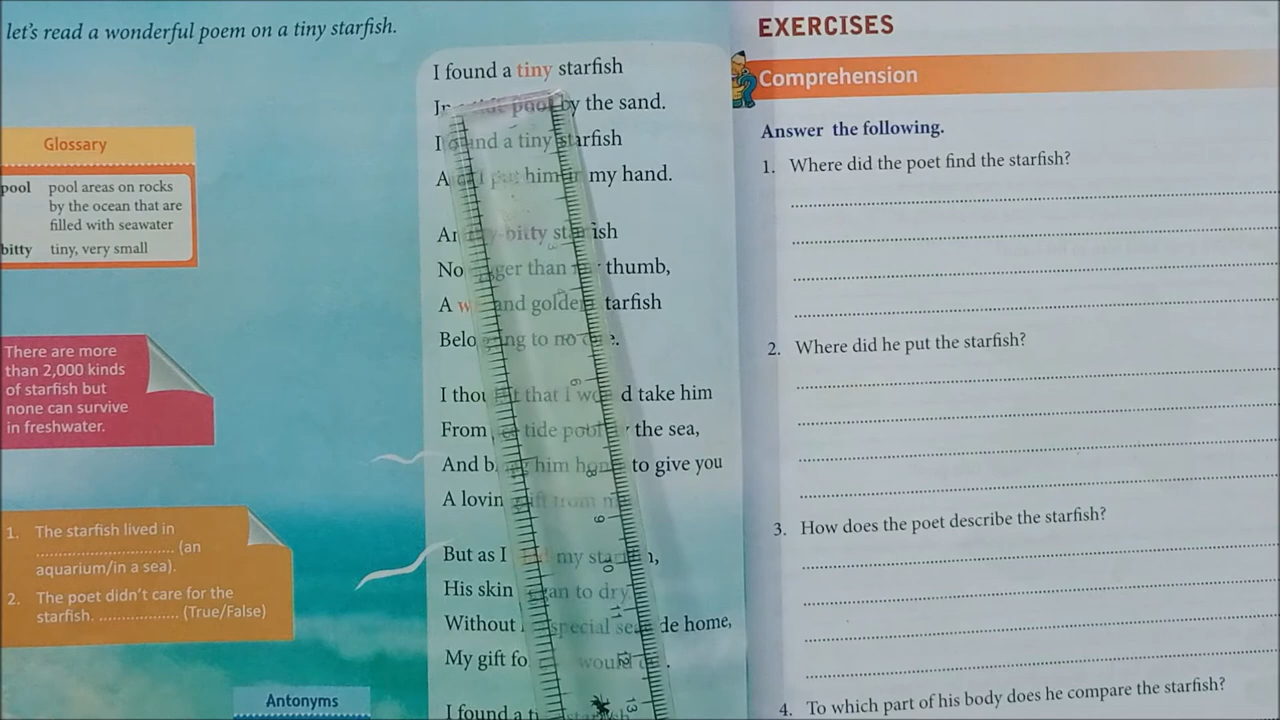 let's read a wonderful poem on a tiny starfish.
Glossary
pool pool areas on rocks
by the ocean that are
filled with seawater
bitty tiny, very small
There are more
than 2,000 kinds
of starfish but
none can survive
in freshwater.
1. The starfish lived in
.............................. (an
aquarium/in a sea).
2. The poet didn't care for the
starfish. .................. (True/False)
Antonyms
I found a tiny starfish
pool by the sand.
a tiny starfish
him in my hand.
-bitty starfish
No than thumb,
A and golden starfish
Belonging to no
I thought that I would take him
From tide pool the sea,
And bring him home to give you
A loving gift from
But as I my starfish,
His skin began to dry.
Without special seaside home,
My gift would
I found a
EXERCISES
Comprehension
Answer the following.
1. Where did the poet find the starfish?
2. Where did he put the starfish?
3. How does the poet describe the starfish?
4. To which part of his body does he compare the starfish?